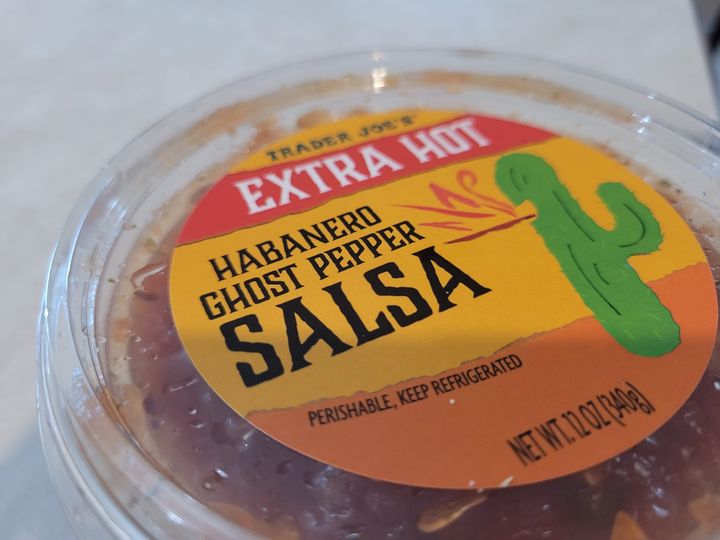 TRADER JOE'S
EXTRA HOT
HABANERO
GHOST PEPPER
SALSA
PERISHABLE, KEEP REFRIGERATED
NET WT. 12 OZ (340g)